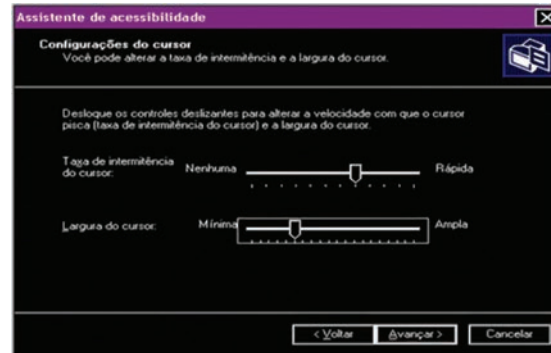 Assistente de acessibilidade
Configurações do cursor
Você pode alterar a taxa de intermitência e a largura do cursor.
Desloque os controles deslizantes para alterar a velocidade com que o cursor
pisca (taxa de intermitência do cursor) e a largura do cursor.
Taxa de intermitência
do cursor:
Nenhuma
Rápida
Largura do cursor:
Mínima
Ampla
< Voltar
Avançar >
Cancelar